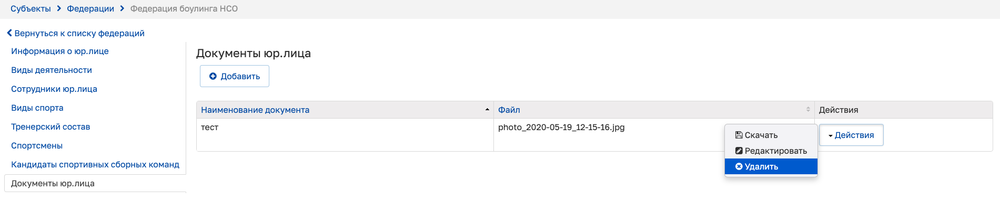 Субъекты Федерации Федерация боулинга НСО
Вернуться к списку федераций
Информация о юр.лице
Виды деятельности
Сотрудники юр.лица
Виды спорта
Тренерский состав
Спортсмены
Кандидаты спортивных сборных команд
Документы юр.лица
Документы юр.лица
Добавить
Наименование документа Файл Действия
тест photo_2020-05-19_12-15-16.jpg Действия
Скачать
Редактировать
Удалить